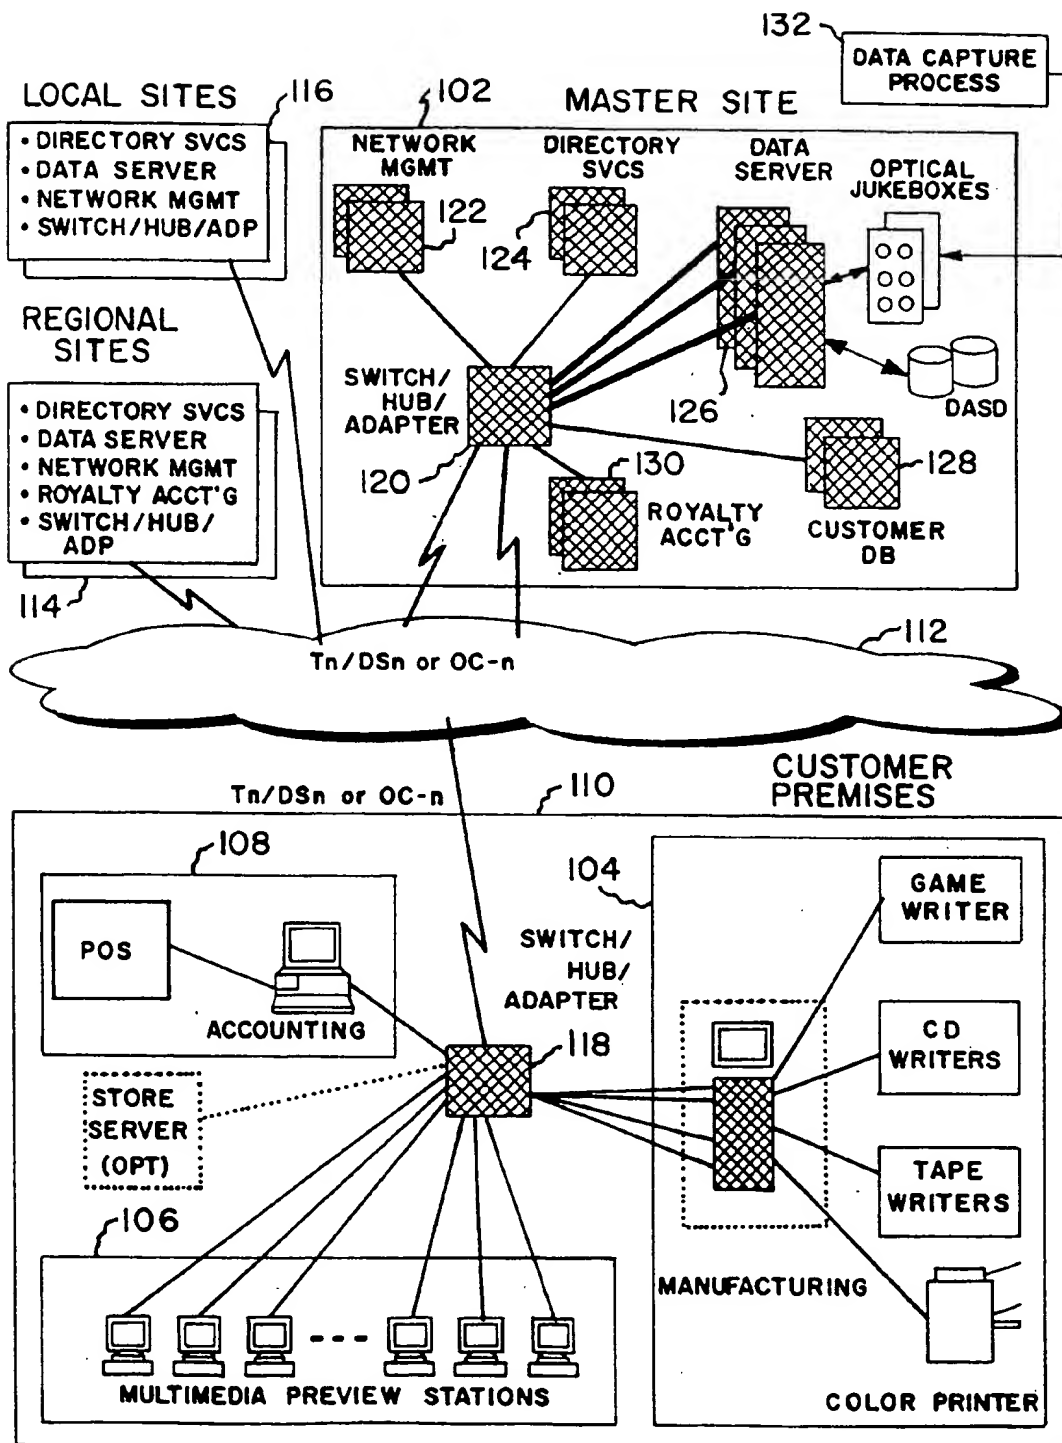 132
DATA CAPTURE
PROCESS
LOCAL SITES
116
• DIRECTORY SVCS
• DATA SERVER
• NETWORK MGMT
• SWITCH/HUB/ADP
102
MASTER SITE
NETWORK
MGMT
122
DIRECTORY
SVCS
124
DATA
SERVER
126
OPTICAL
JUKEBOXES
DASD
REGIONAL
SITES
• DIRECTORY SVCS
• DATA SERVER
• NETWORK MGMT
• ROYALTY ACCT'G
• SWITCH/HUB/
ADP
114
SWITCH/
HUB/
ADAPTER
120
130
ROYALTY
ACCT'G
128
CUSTOMER
DB
112
Tn/DSn or OC-n
Tn/DSn or OC-n
110
CUSTOMER
PREMISES
108
POS
ACCOUNTING
SWITCH/
HUB/
ADAPTER
118
STORE
SERVER
(OPT)
104
GAME
WRITER
CD
WRITERS
TAPE
WRITERS
MANUFACTURING
COLOR PRINTER
106
MULTIMEDIA PREVIEW STATIONS